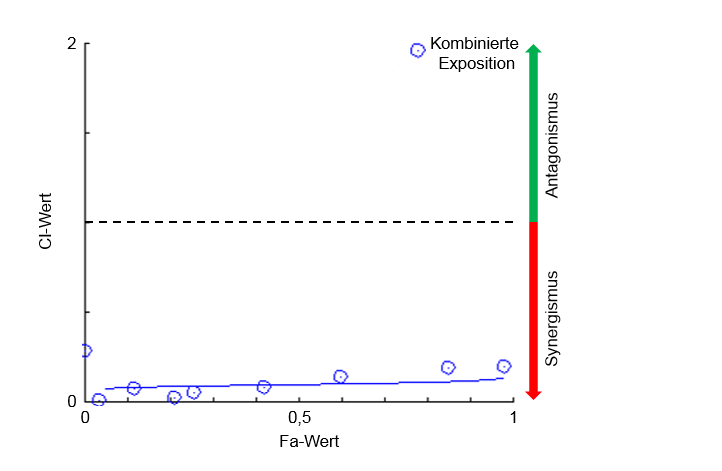 2
Kombinierte
Exposition
Antagonismus
CI-Wert
Synergismus
0
0
0,5
1
Fa-Wert